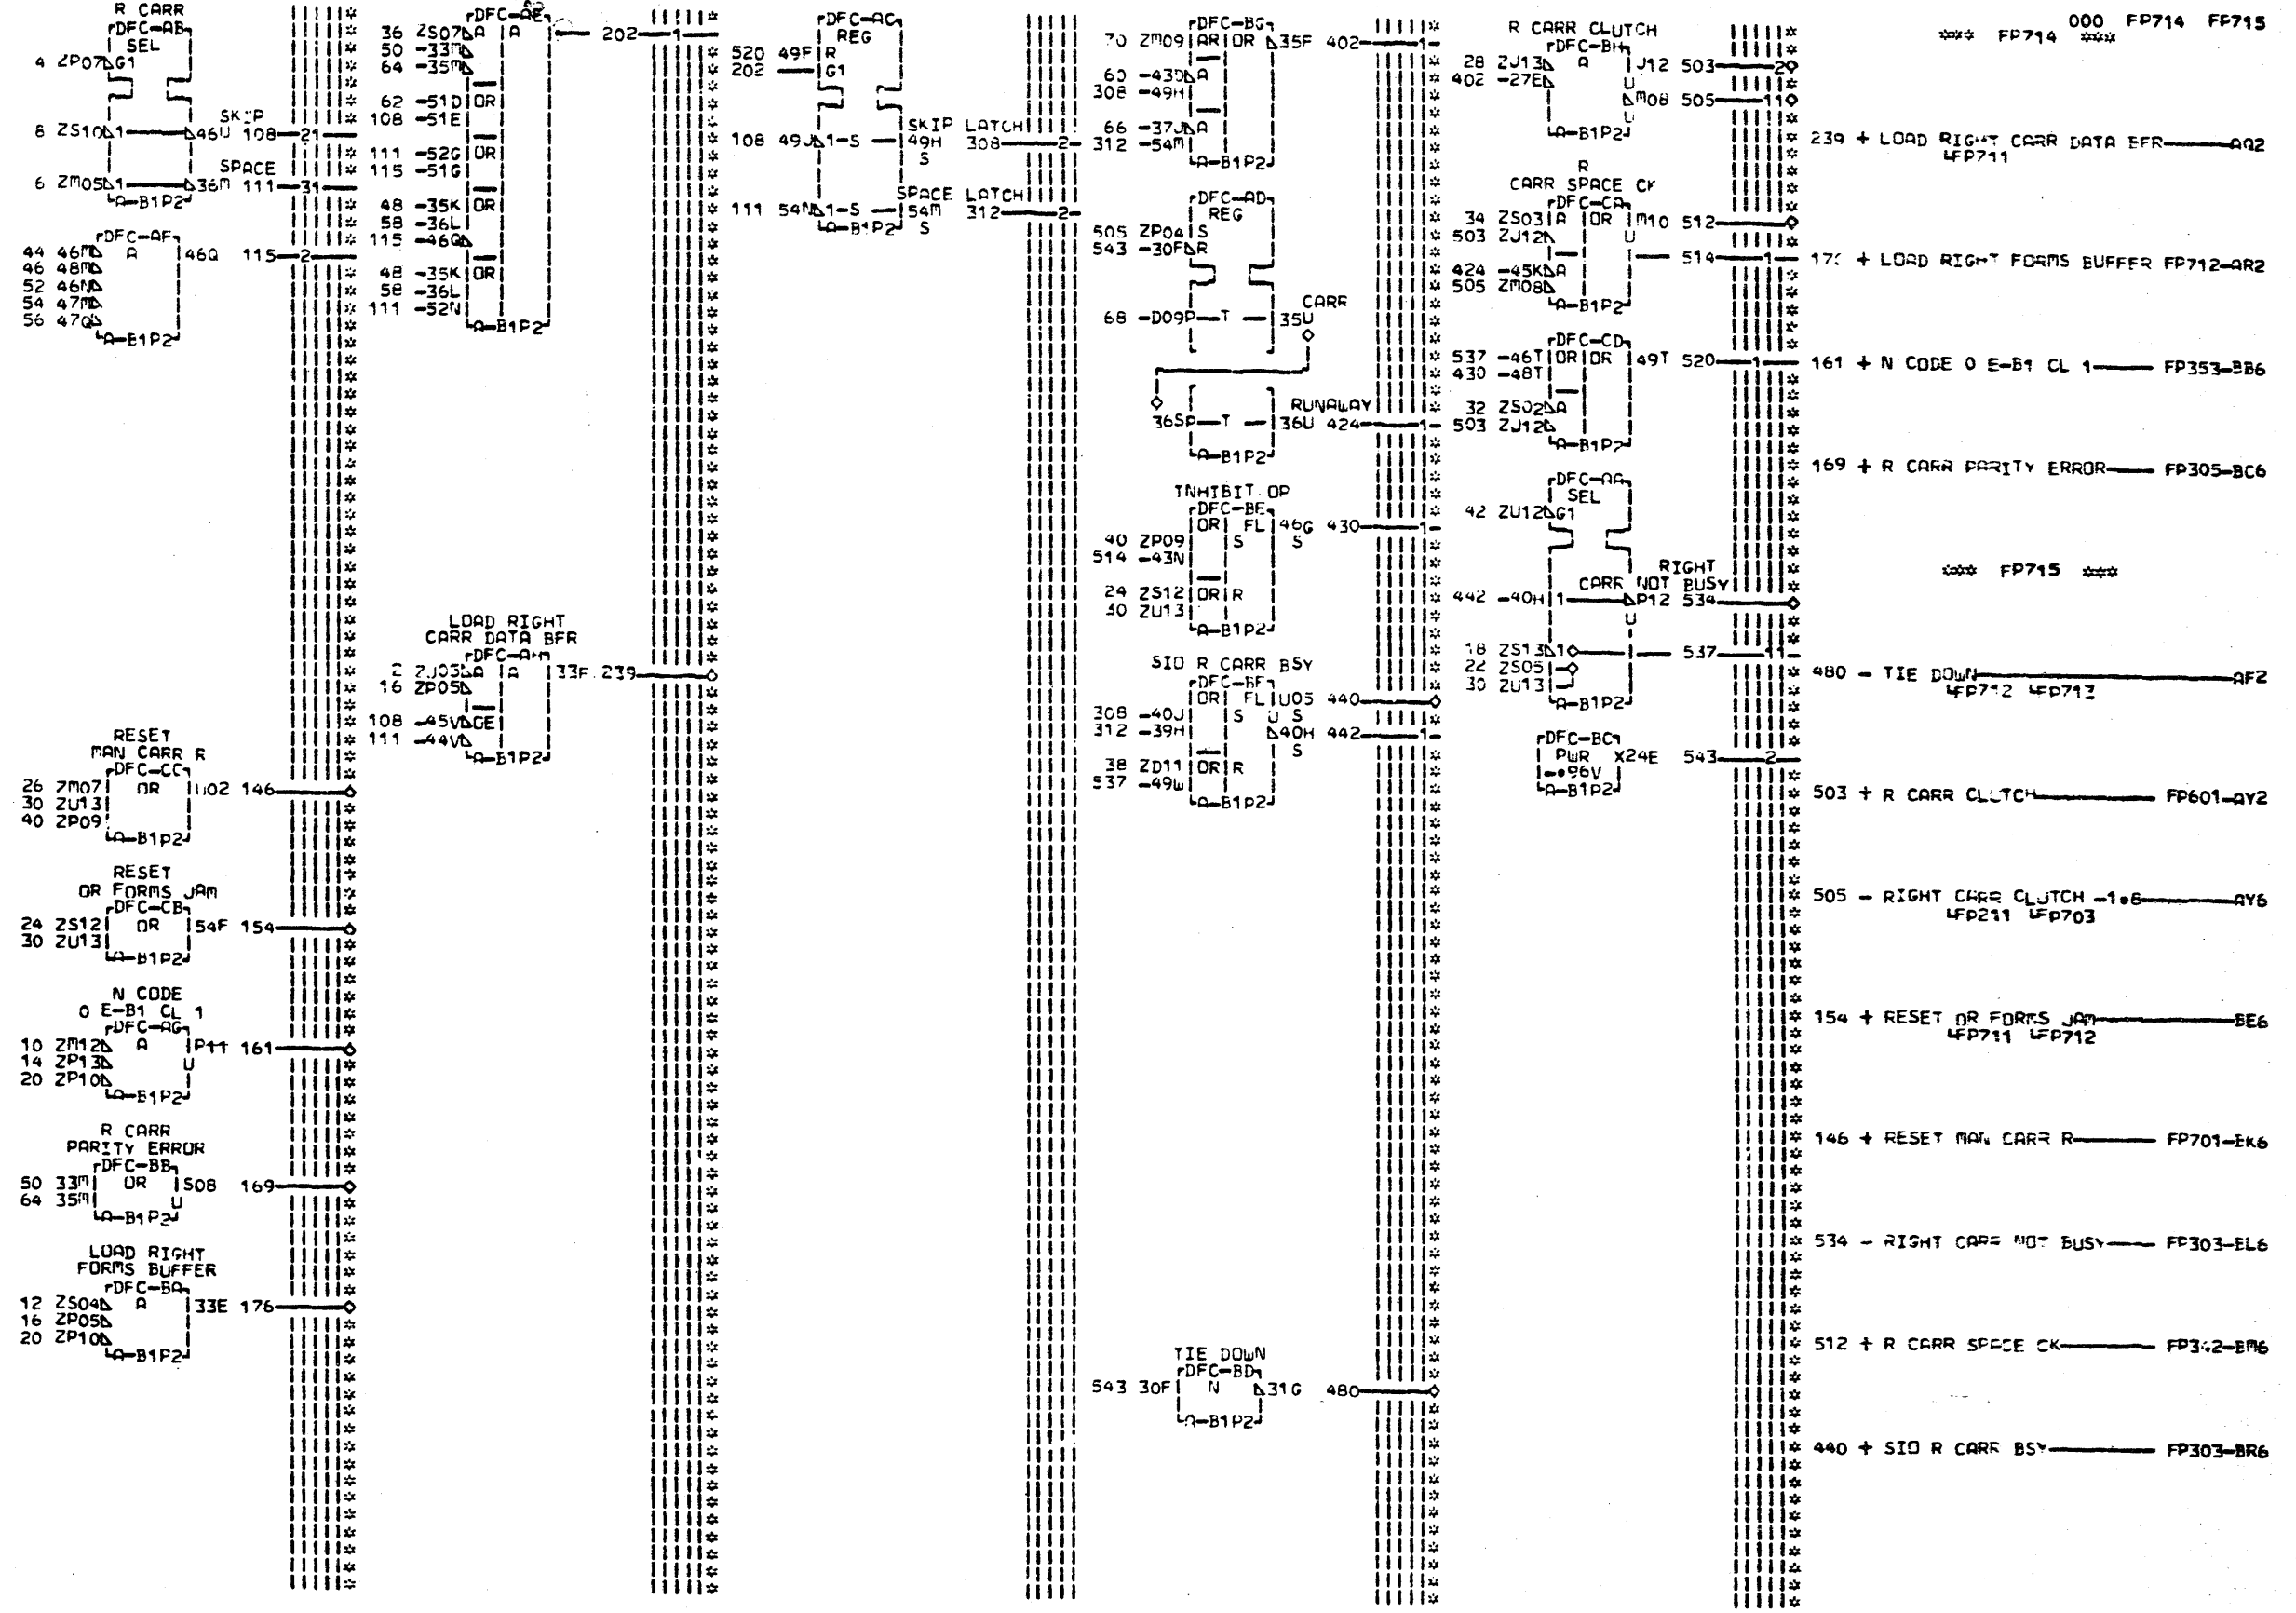 000 FP714 FP715
*** FP714 ***
R CARR
DFC-AB
SEL
4 ZP07 G1
SKIP
8 ZS10 1 46U 108 21
SPACE
6 ZM05 1 36M 111 31
A-B1P2
DFC-AF
44 46M A 46Q 115 2
46 48M
52 46N
54 47M
56 47Q
A-B1P2
RESET
MAN CARR R
DFC-CC
26 ZM07 OR U02 146
30 ZU13
40 ZP09
A-B1P2
RESET
OR FORMS JAM
DFC-CB
24 ZS12 OR 54F 154
30 ZU13
A-B1P2
N CODE
0 E-B1 CL 1
DFC-AG
10 ZM12 A P11 161
14 ZP13 U
20 ZP10
A-B1P2
R CARR
PARITY ERROR
DFC-BB
50 33M OR S08 169
64 35M U
A-B1P2
LOAD RIGHT
FORMS BUFFER
DFC-BA
12 ZS04 A 33E 176
16 ZP05
20 ZP10
A-B1P2
DFC-AE
36 ZS07 A A 202 1
50 -33M
64 -35M
62 -51D OR
108 -51E
111 -52G OR
115 -51G
48 -35K OR
58 -36L
115 -46Q
48 -35K OR
58 -36L
111 -52N
A-B1P2
LOAD RIGHT
CARR DATA BFR
DFC-AH
2 ZJ03 A A 33F 239
16 ZP05
108 -45V OE
111 -44V
A-B1P2
DFC-AC
REG
520 49F R
202 G1
SKIP LATCH
108 49J 1-S 49H 308 2
S
SPACE LATCH
111 54N 1-S 54M 312 2
A-B1P2 S
DFC-BG
70 ZM09 AR OR 35F 402 1
60 -43D A
308 -49H
66 -37J A
312 -54M
A-B1P2
DFC-AD
REG
505 ZP04 S
543 -30F R
CARR
68 -D09P T 35U
RUNAWAY
36SP T 36U 424 1
A-B1P2
INHIBIT OP
DFC-BE
OR FL 46G 430 1
40 ZP09 S S
514 -43N
24 ZS12 OR R
30 ZU13
A-B1P2
SIO R CARR BSY
DFC-BF
OR FL U05 440
308 -40J S U S
312 -39H 40H 442 1
S
38 ZD11 OR R
537 -49W
A-B1P2
TIE DOWN
DFC-BD
543 30F N 31G 480
A-B1P2
R CARR CLUTCH
DFC-BH
28 ZJ13 A J12 503 2
402 -27E U
M08 505 11
U
A-B1P2
R
CARR SPACE CK
DFC-CA
34 ZS03 A OR M10 512
503 ZJ12 U
514 1
424 -45K A
505 ZM08
A-B1P2
DFC-CD
537 -46T OR OR 49T 520 1
430 -48T
32 ZS02 A
503 ZJ12
A-B1P2
DFC-AA
SEL
42 ZU12 G1
RIGHT
CARR NOT BUSY
442 -40H 1 P12 534
U
18 ZS13 1 537 11
22 ZS05
30 ZU13
A-B1P2
DFC-BC
PWR X24E 543 2
-.96V
A-B1P2
239 + LOAD RIGHT CARR DATA BFR AQ2
FP711
176 + LOAD RIGHT FORMS BUFFER FP712-AR2
161 + N CODE 0 E-B1 CL 1 FP353-BB6
169 + R CARR PARITY ERROR FP305-BC6
*** FP715 ***
480 - TIE DOWN AF2
FP712 FP713
503 + R CARR CLUTCH FP601-AY2
505 - RIGHT CARR CLUTCH -1.6 AY6
FP211 FP703
154 + RESET OR FORMS JAM BE6
FP711 FP712
146 + RESET MAN CARR R FP701-BK6
534 - RIGHT CARR NOT BUSY FP303-BL6
512 + R CARR SPACE CK FP342-BM6
440 + SIO R CARR BSY FP303-BR6